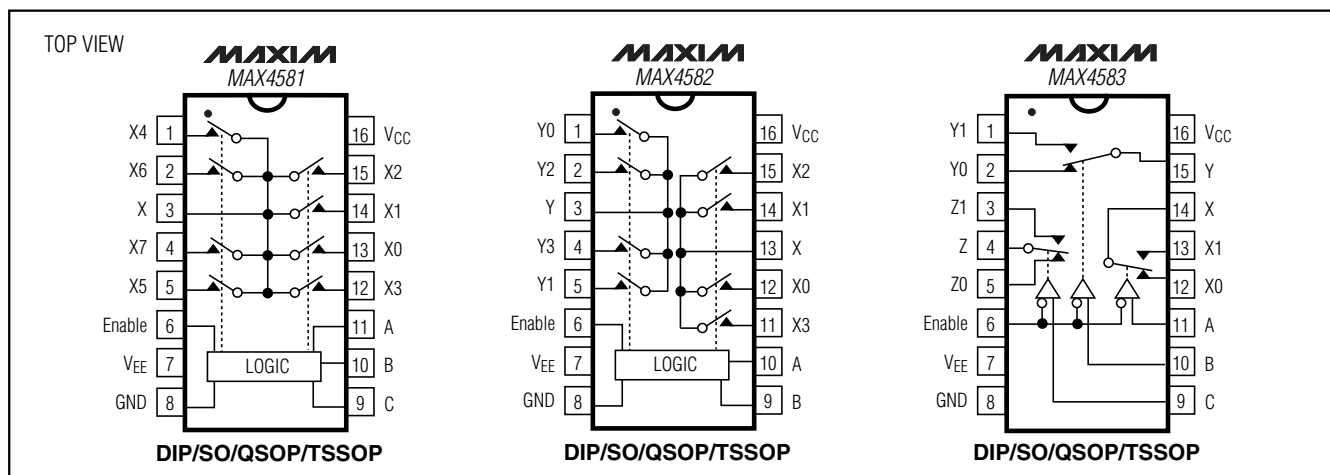 TOP VIEW
MAXIM
MAX4581
X4 1
X6 2
X 3
X7 4
X5 5
Enable 6
VEE 7
GND 8
16 VCC
15 X2
14 X1
13 X0
12 X3
11 A
10 B
9 C
LOGIC
DIP/SO/QSOP/TSSOP
MAXIM
MAX4582
Y0 1
Y2 2
Y 3
Y3 4
Y1 5
Enable 6
VEE 7
GND 8
16 VCC
15 X2
14 X1
13 X
12 X0
11 X3
10 A
9 B
LOGIC
DIP/SO/QSOP/TSSOP
MAXIM
MAX4583
Y1 1
Y0 2
Z1 3
Z 4
Z0 5
Enable 6
VEE 7
GND 8
16 VCC
15 Y
14 X
13 X1
12 X0
11 A
10 B
9 C
DIP/SO/QSOP/TSSOP